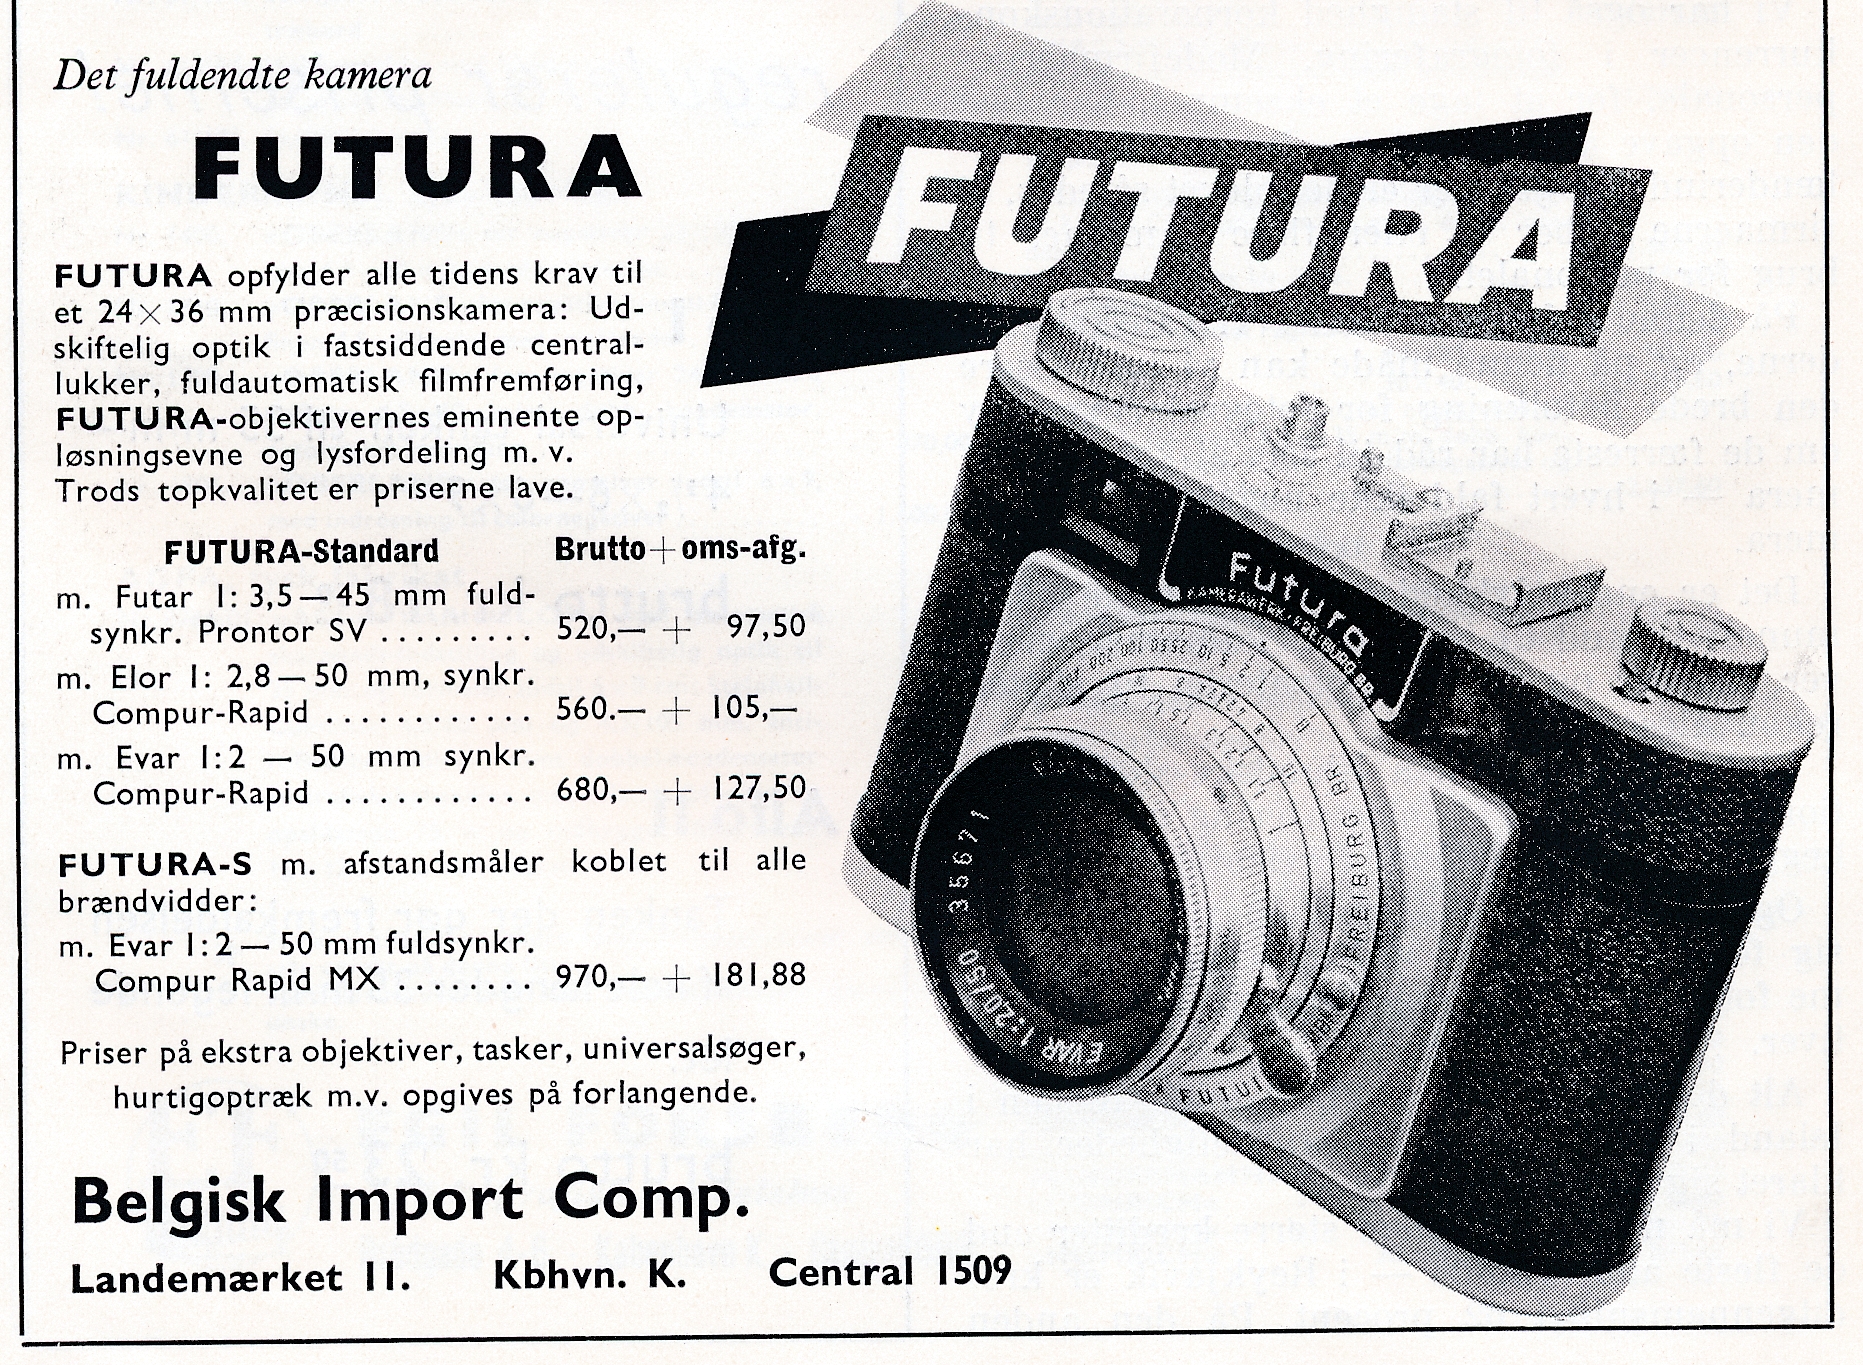 Det fuldendte kamera
FUTURA
FUTURA
FUTURA opfylder alle tidens krav til
et 24×36 mm præcisionskamera: Ud-
skiftelig optik i fastsiddende central-
lukker, fuldautomatisk filmfremføring,
FUTURA-objektivernes eminente op-
løsningsevne og lysfordeling m. v.
Trods topkvalitet er priserne lave.
FUTURA-Standard Brutto + oms-afg.
m. Futar 1: 3,5 — 45 mm fuld-
synkr. Prontor SV ......... 520,— + 97,50
m. Elor 1: 2,8 — 50 mm, synkr.
Compur-Rapid ............ 560.— + 105,—
m. Evar 1:2 — 50 mm synkr.
Compur-Rapid ............ 680,— + 127,50
FUTURA-S m. afstandsmåler koblet til alle
brændvidder:
m. Evar 1:2 — 50 mm fuldsynkr.
Compur Rapid MX ........ 970,— + 181,88
Priser på ekstra objektiver, tasker, universalsøger,
hurtigoptræk m.v. opgives på forlangende.
Belgisk Import Comp.
Landemærket 11. Kbhvn. K. Central 1509
Futura
KAMERAWERK · FREIBURG BR.
FREIBURG BR
EVAR 1:2.0/50 35671
FUTU